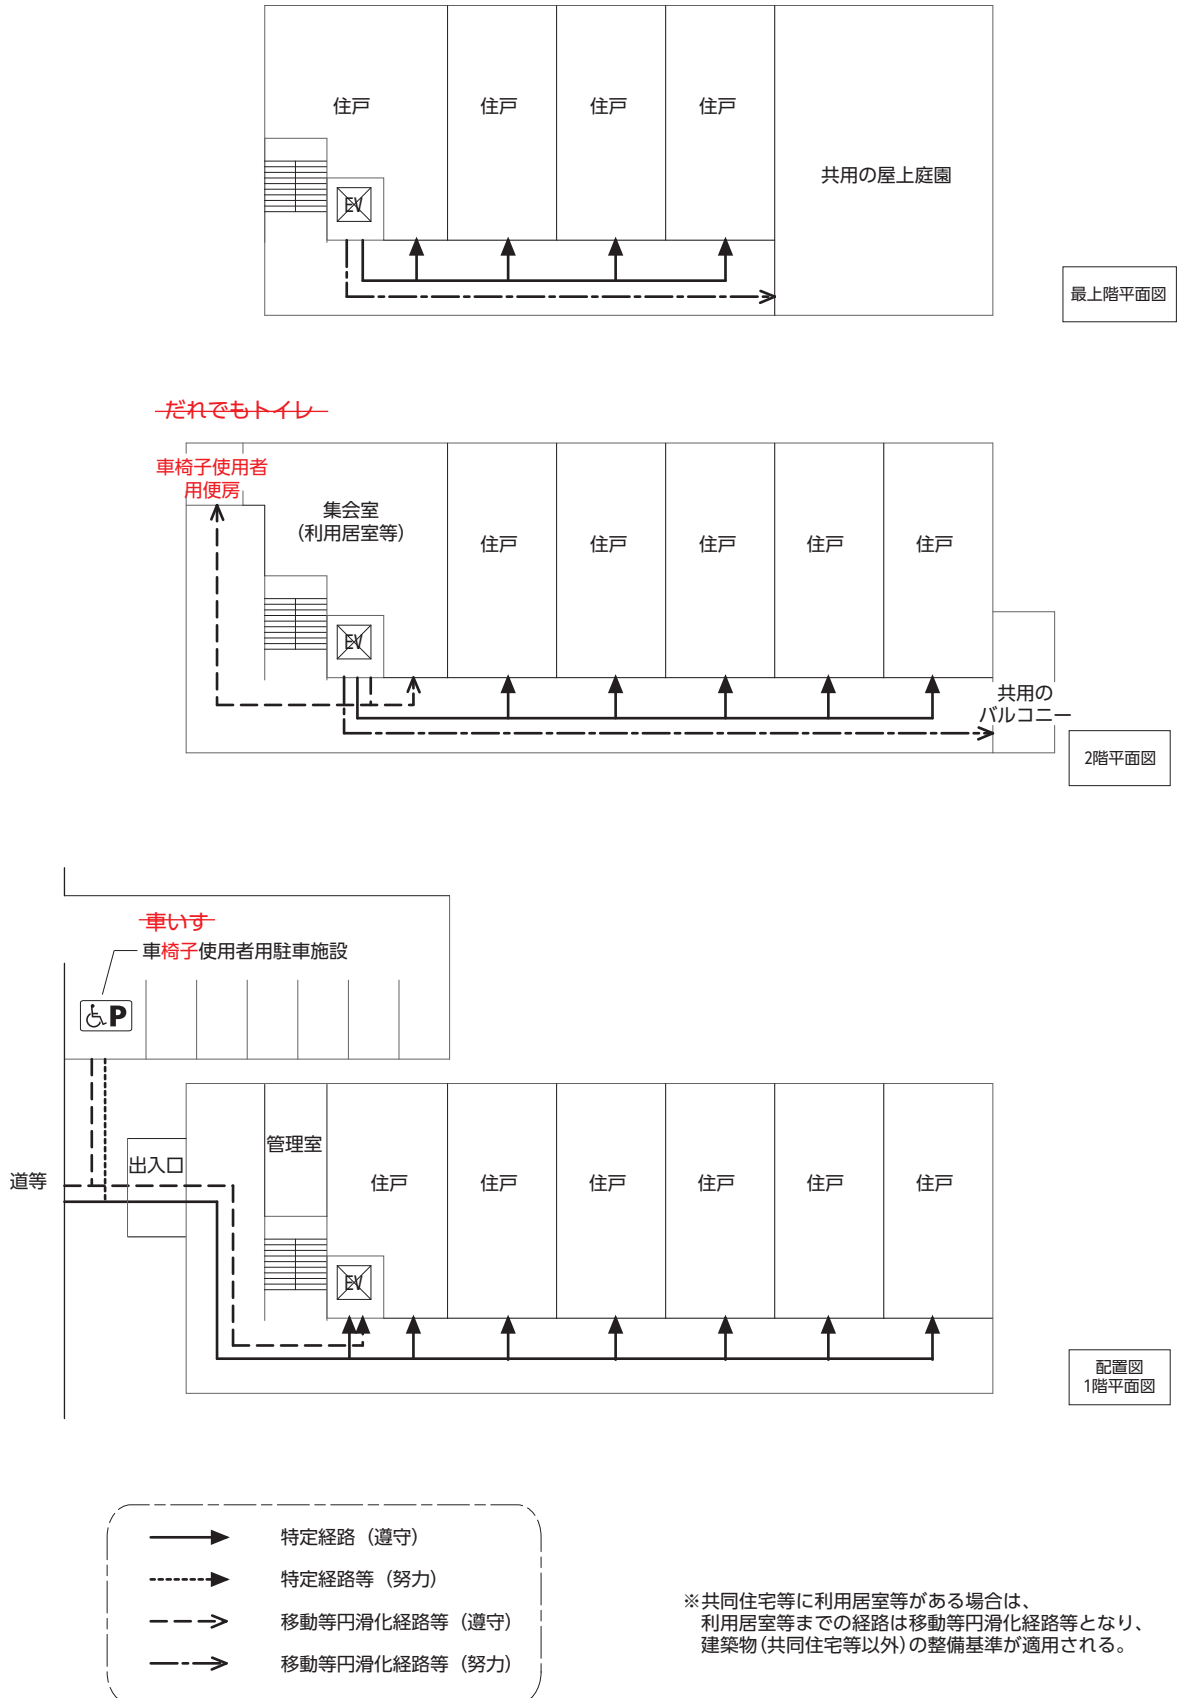 住戸
住戸
住戸
住戸
共用の屋上庭園
EV
最上階平面図
だれでもトイレ
車椅子使用者
用便房
集会室
(利用居室等)
住戸
住戸
住戸
住戸
住戸
EV
共用の
バルコニー
2階平面図
車いす
車椅子使用者用駐車施設
P
管理室
出入口
道等
住戸
住戸
住戸
住戸
住戸
住戸
EV
配置図
1階平面図
特定経路（遵守）
特定経路等（努力）
移動等円滑化経路等（遵守）
移動等円滑化経路等（努力）
※共同住宅等に利用居室等がある場合は、
利用居室等までの経路は移動等円滑化経路等となり、
建築物(共同住宅等以外)の整備基準が適用される。